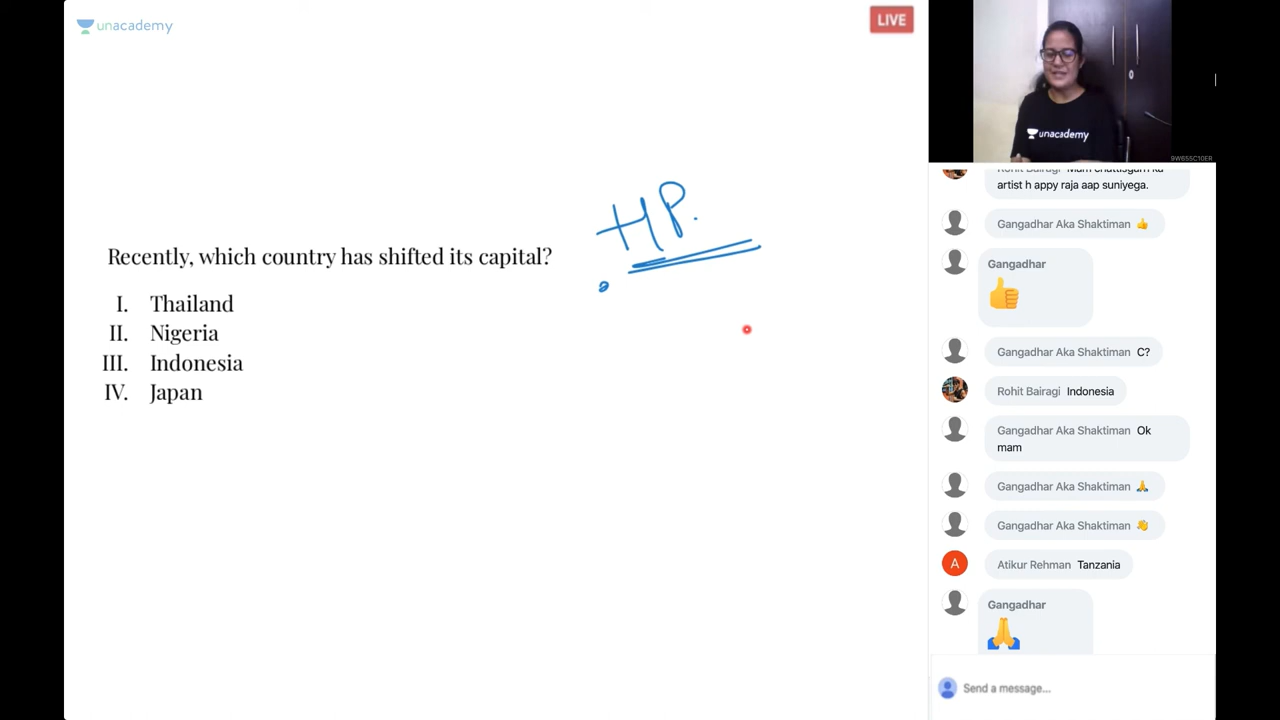 unacademy
LIVE
HP.
Recently, which country has shifted its capital?
I. Thailand
II. Nigeria
III. Indonesia
IV. Japan
unacademy
9W655C10ER
artist h appy raja aap suniyega.
Gangadhar Aka Shaktiman 👍
Gangadhar
👍
Gangadhar Aka Shaktiman C?
Rohit Bairagi Indonesia
Gangadhar Aka Shaktiman Ok
mam
Gangadhar Aka Shaktiman 🙏
Gangadhar Aka Shaktiman 👏
A
Atikur Rehman Tanzania
Gangadhar
🙏
Send a message...